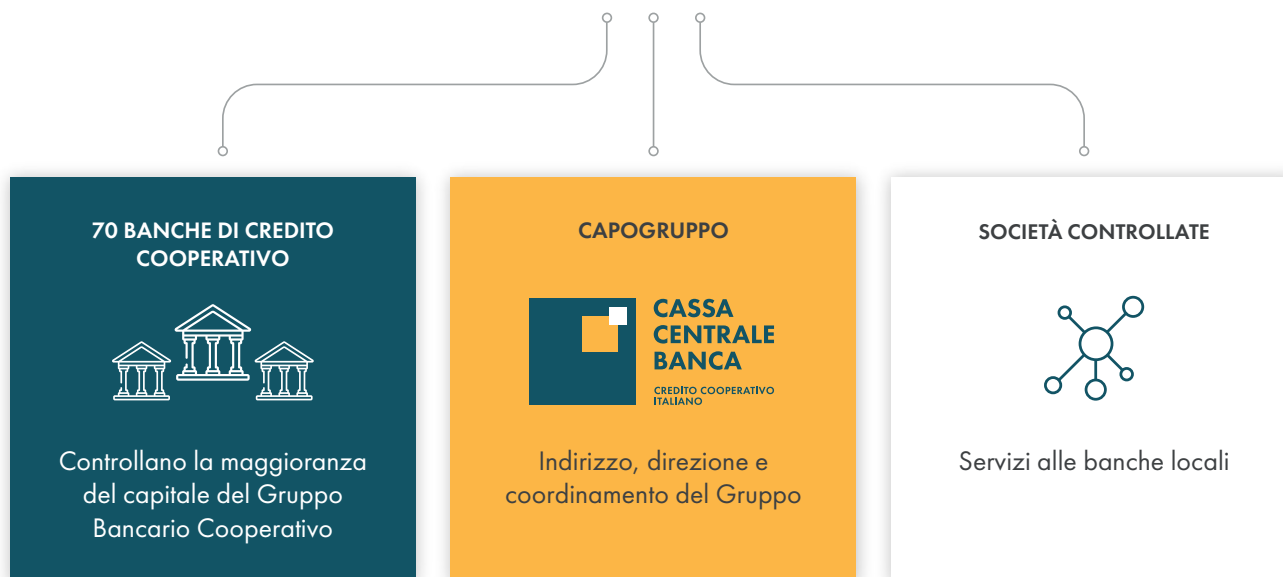 70 BANCHE DI CREDITO
COOPERATIVO
Controllano la maggioranza
del capitale del Gruppo
Bancario Cooperativo
CAPOGRUPPO
CASSA
CENTRALE
BANCA
CREDITO COOPERATIVO
ITALIANO
Indirizzo, direzione e
coordinamento del Gruppo
SOCIETÀ CONTROLLATE
Servizi alle banche locali